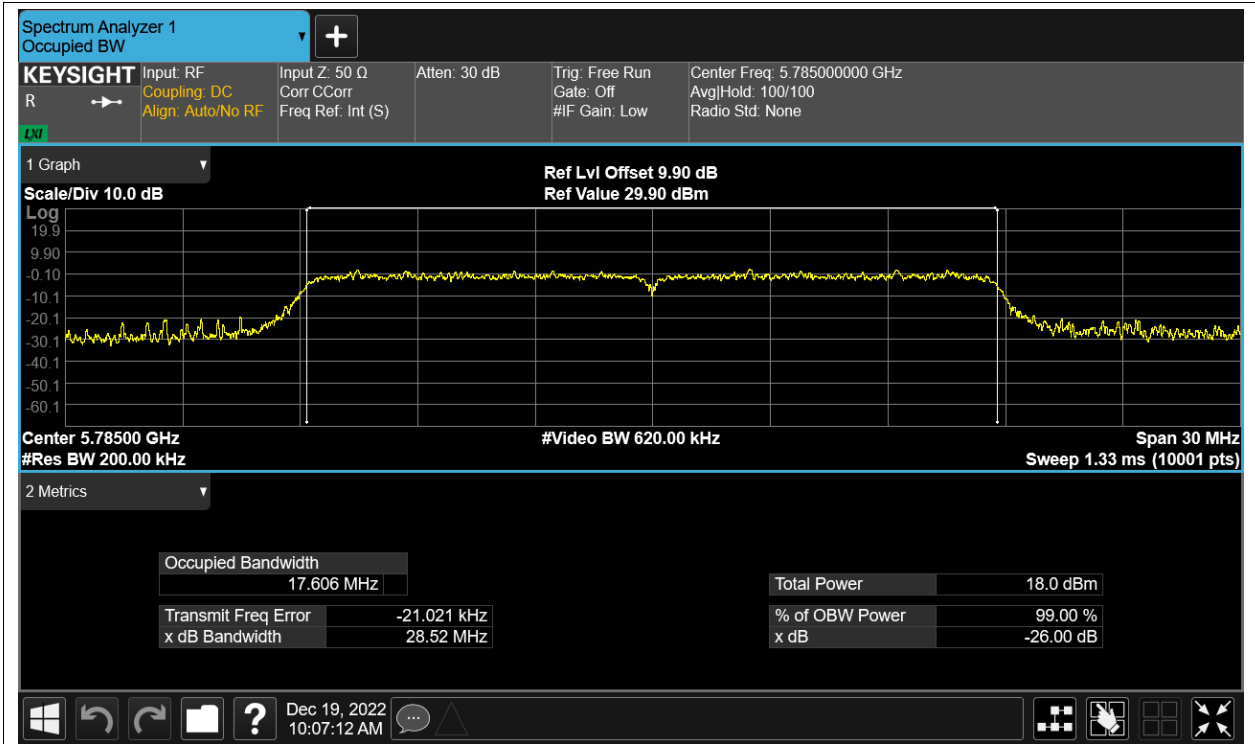 Spectrum Analyzer 1
Occupied BW
KEYSIGHT
R
LXI
Input: RF
Coupling: DC
Align: Auto/No RF
Input Z: 50 Ω
Corr CCorr
Freq Ref: Int (S)
Atten: 30 dB
Trig: Free Run
Gate: Off
#IF Gain: Low
Center Freq: 5.785000000 GHz
Avg|Hold: 100/100
Radio Std: None
1 Graph
Scale/Div 10.0 dB
Ref Lvl Offset 9.90 dB
Ref Value 29.90 dBm
Log
19.9
9.90
-0.10
-10.1
-20.1
-30.1
-40.1
-50.1
-60.1
Center 5.78500 GHz
#Video BW 620.00 kHz
Span 30 MHz
#Res BW 200.00 kHz
Sweep 1.33 ms (10001 pts)
2 Metrics
Occupied Bandwidth
17.606 MHz
Total Power 18.0 dBm
Transmit Freq Error -21.021 kHz
% of OBW Power 99.00 %
x dB Bandwidth 28.52 MHz
x dB -26.00 dB
?
Dec 19, 2022
10:07:12 AM